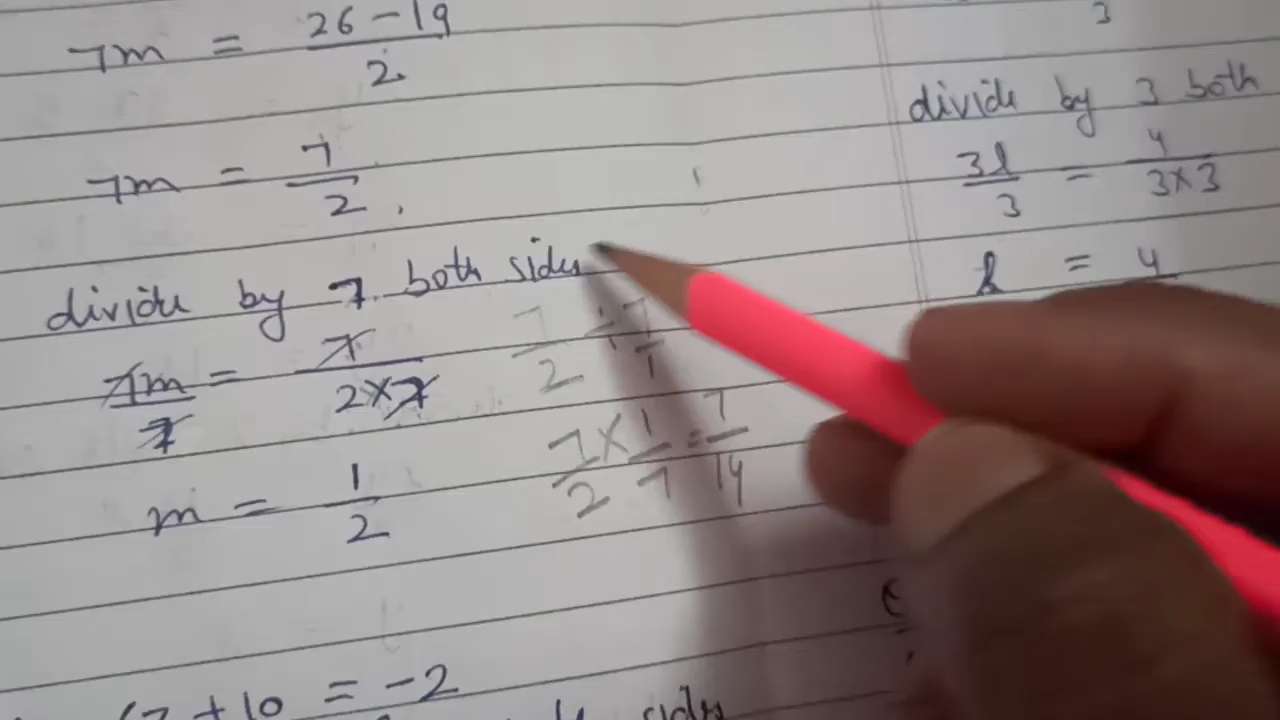 7m = 26 - 19
2
7m = 7
2
divide by 7 both sides
7m = 7
7 2×7
m = 1
2
7/2 ÷ 7/1
7/2 × 1/7 = 7/14
+ 10 = -2
sides
3
divide by 3 both
3l = 4
3 3×3
l = 4